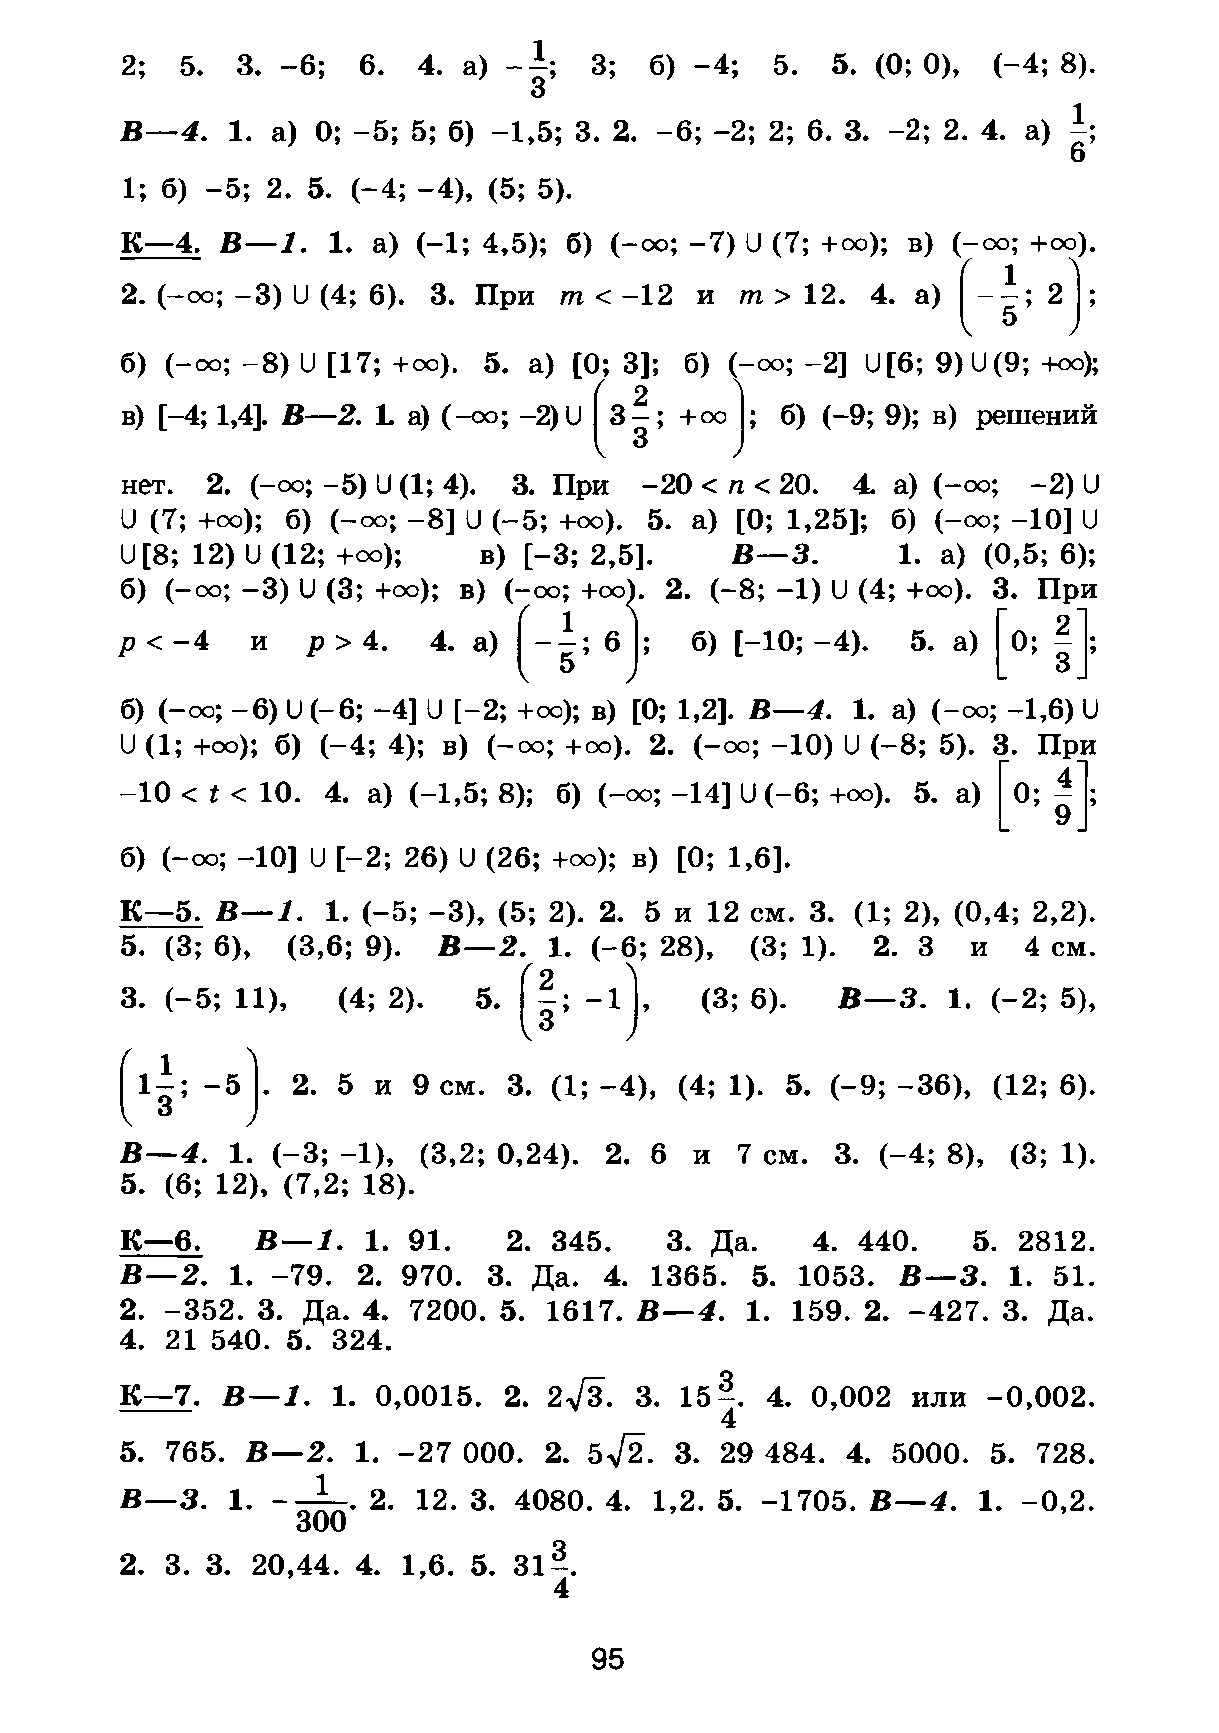 2; 5. 3. –6; 6. 4. а) –1/3; 3; б) –4; 5. 5. (0; 0), (–4; 8).
В—4. 1. а) 0; –5; 5; б) –1,5; 3. 2. –6; –2; 2; 6. 3. –2; 2. 4. а) 1/6;
1; б) –5; 2. 5. (–4; –4), (5; 5).
К—4. В—1. 1. а) (–1; 4,5); б) (–∞; –7) ∪ (7; +∞); в) (–∞; +∞).
2. (–∞; –3) ∪ (4; 6). 3. При m < –12 и m > 12. 4. а) (–1/5; 2);
б) (–∞; –8) ∪ [17; +∞). 5. а) [0; 3]; б) (–∞; –2] ∪[6; 9)∪(9; +∞);
в) [–4; 1,4]. В—2. 1. а) (–∞; –2)∪ (3 2/3; +∞); б) (–9; 9); в) решений
нет. 2. (–∞; –5) ∪ (1; 4). 3. При –20 < n < 20. 4. а) (–∞; –2) ∪
∪ (7; +∞); б) (–∞; –8] ∪ (–5; +∞). 5. а) [0; 1,25]; б) (–∞; –10] ∪
∪[8; 12) ∪ (12; +∞); в) [–3; 2,5]. В—3. 1. а) (0,5; 6);
б) (–∞; –3) ∪ (3; +∞); в) (–∞; +∞). 2. (–8; –1) ∪ (4; +∞). 3. При
p < –4 и p > 4. 4. а) (–1/5; 6); б) [–10; –4). 5. а) [0; 2/3];
б) (–∞; –6) ∪ (–6; –4] ∪ [–2; +∞); в) [0; 1,2]. В—4. 1. а) (–∞; –1,6) ∪
∪ (1; +∞); б) (–4; 4); в) (–∞; +∞). 2. (–∞; –10) ∪ (–8; 5). 3. При
–10 < t < 10. 4. а) (–1,5; 8); б) (–∞; –14] ∪ (–6; +∞). 5. а) [0; 4/9];
б) (–∞; –10] ∪ [–2; 26) ∪ (26; +∞); в) [0; 1,6].
К—5. В—1. 1. (–5; –3), (5; 2). 2. 5 и 12 см. 3. (1; 2), (0,4; 2,2).
5. (3; 6), (3,6; 9). В—2. 1. (–6; 28), (3; 1). 2. 3 и 4 см.
3. (–5; 11), (4; 2). 5. (2/3; –1), (3; 6). В—3. 1. (–2; 5),
(1 1/3; –5). 2. 5 и 9 см. 3. (1; –4), (4; 1). 5. (–9; –36), (12; 6).
В—4. 1. (–3; –1), (3,2; 0,24). 2. 6 и 7 см. 3. (–4; 8), (3; 1).
5. (6; 12), (7,2; 18).
К—6. В—1. 1. 91. 2. 345. 3. Да. 4. 440. 5. 2812.
В—2. 1. –79. 2. 970. 3. Да. 4. 1365. 5. 1053. В—3. 1. 51.
2. –352. 3. Да. 4. 7200. 5. 1617. В—4. 1. 159. 2. –427. 3. Да.
4. 21 540. 5. 324.
К—7. В—1. 1. 0,0015. 2. 2√3. 3. 15 3/4. 4. 0,002 или –0,002.
5. 765. В—2. 1. –27 000. 2. 5√2. 3. 29 484. 4. 5000. 5. 728.
В—3. 1. –1/300. 2. 12. 3. 4080. 4. 1,2. 5. –1705. В—4. 1. –0,2.
2. 3. 3. 20,44. 4. 1,6. 5. 31 3/4.
95